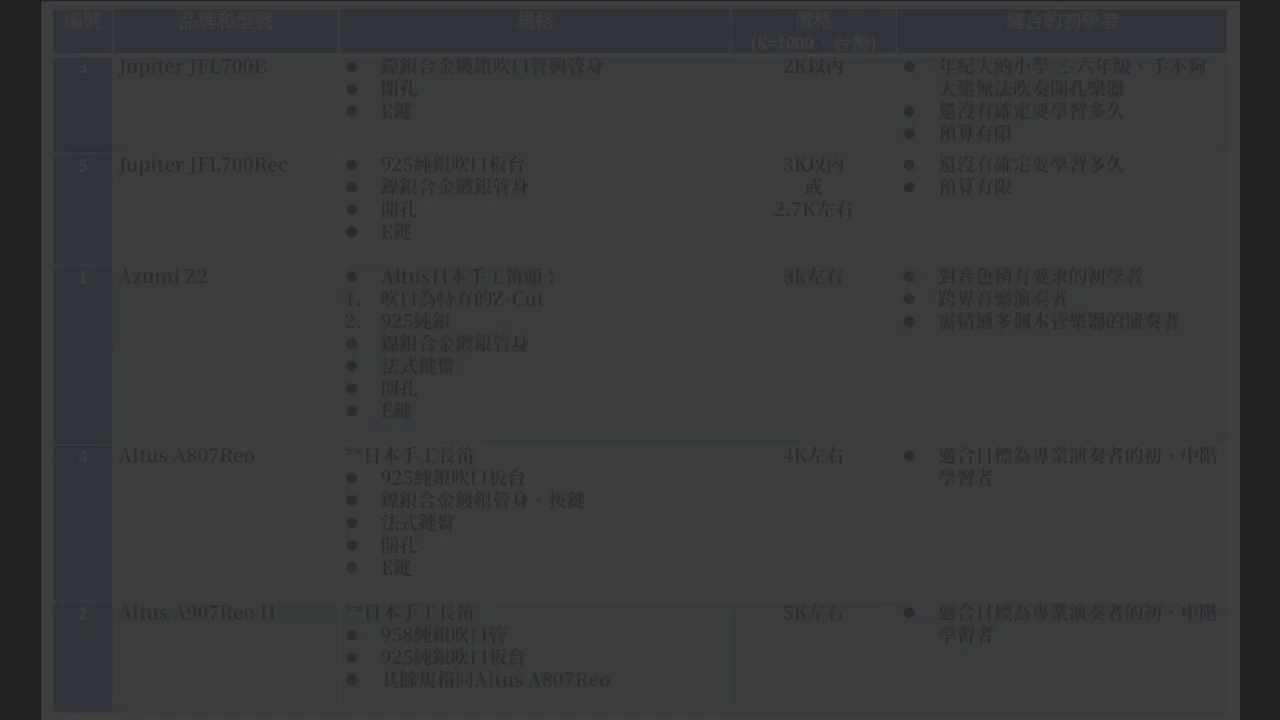 編號 品牌和型號 規格 價格 適合的初學者
(K=1000，台幣)
3 Jupiter JFL700E ● 鎳銀合金鍍銀吹口管與管身 2K以內 ● 年紀大約小學三-六年級、手不夠
● 閉孔 大還無法吹奏開孔樂器
● E鍵 ● 還沒有確定要學習多久
● 預算有限
5 Jupiter JFL700Rec ● 925純銀吹口板台 3K以內 ● 還沒有確定要學習多久
● 鎳銀合金鍍銀管身 或 ● 預算有限
● 開孔 2.7K左右
● E鍵
1 Azumi Z2 ● Altus日本手工笛頭： 3k左右 ● 對音色稍有要求的初學者
1. 吹口為特有的Z-Cut ● 跨界音樂演奏者
2. 925純銀 ● 需精通多個木管樂器的演奏者
● 鎳銀合金鍍銀管身
● 法式鍵臂
● 開孔
● E鍵
4 Altus A807Reo **日本手工長笛 4K左右 ● 適合目標為專業演奏者的初、中階
● 925純銀吹口板台 學習者
● 鎳銀合金鍍銀管身、按鍵
● 法式鍵臂
● 開孔
● E鍵
2 Altus A907Reo II **日本手工長笛 5K左右 ● 適合目標為專業演奏者的初、中階
● 958純銀吹口管 學習者
● 925純銀吹口板台
● 其餘規格同Altus A807Reo